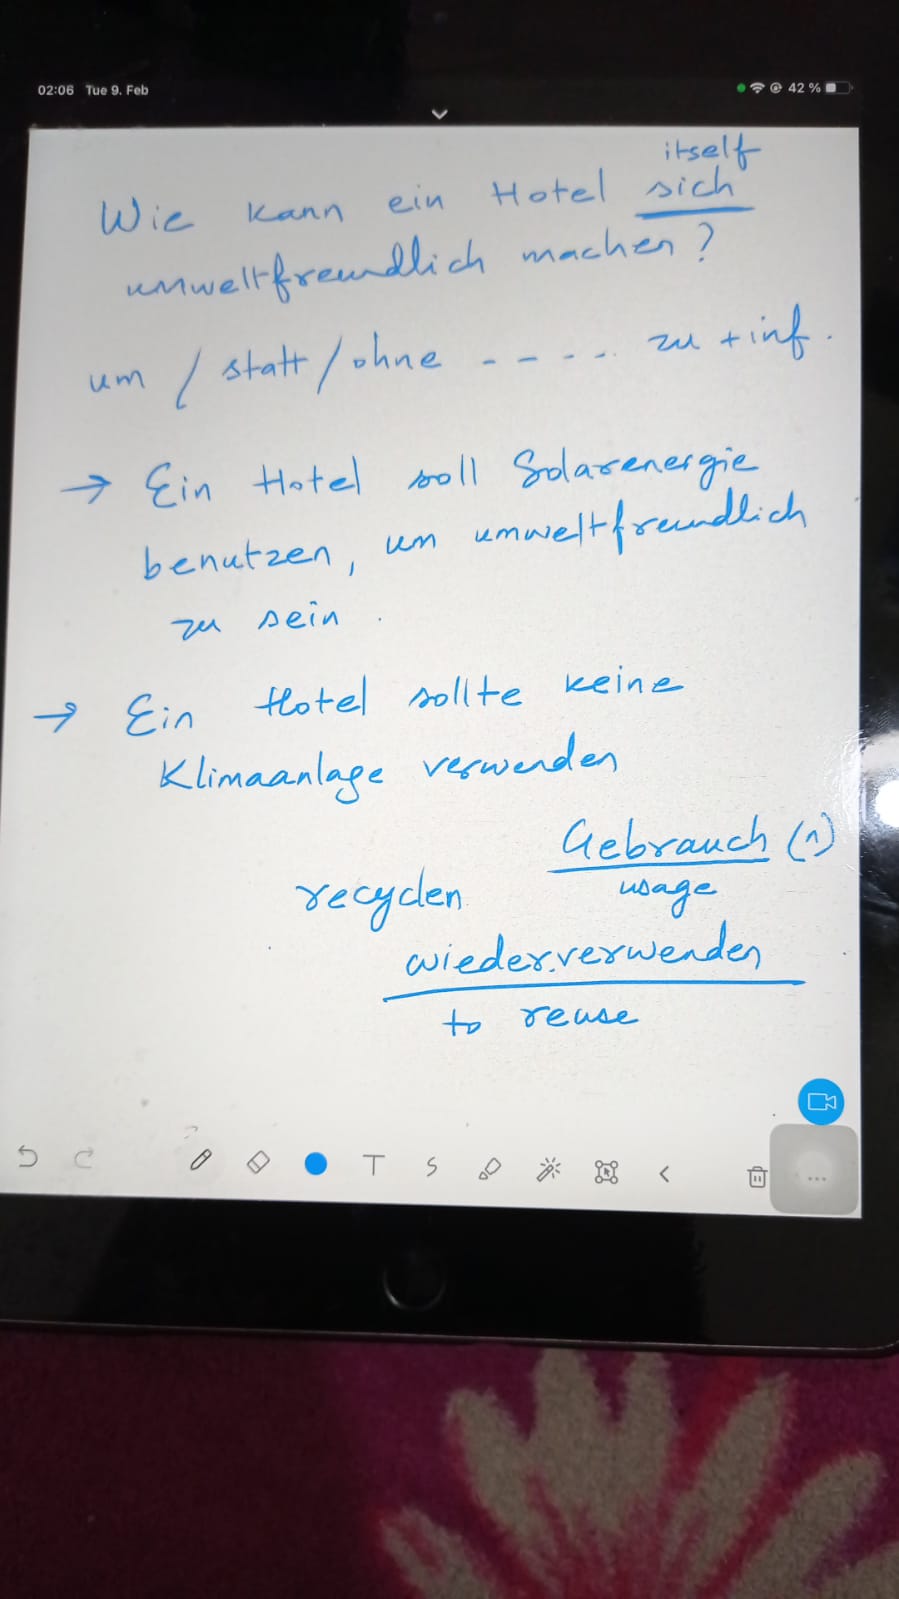 02:06 Tue 9. Feb 42 %
itself
Wie kann ein Hotel sich
umweltfreundlich machen?
um / statt / ohne ----- zu + inf.
→ Ein Hotel soll Solarenergie
benutzen, um umweltfreundlich
zu sein.
→ Ein Hotel sollte keine
Klimaanlage verwenden
Gebrauch (^)
usage
recyclen
wieder.verwenden
to reuse
T S